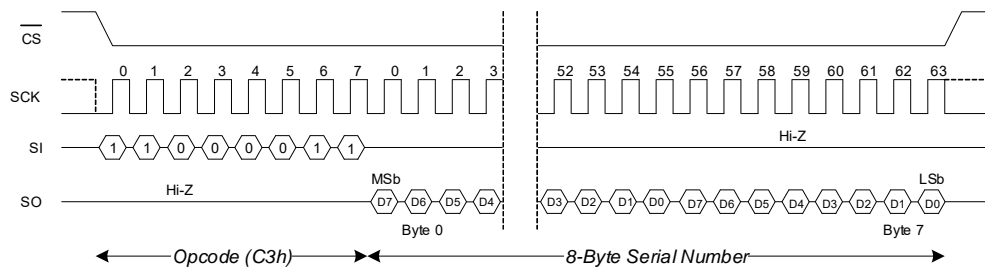 CS
0 1 2 3 4 5 6 7 0 1 2 3 52 53 54 55 56 57 58 59 60 61 62 63
SCK
Hi-Z
SI 1 1 0 0 0 0 1 1
Hi-Z MSb LSb
SO D7 D6 D5 D4 D3 D2 D1 D0 D7 D6 D5 D4 D3 D2 D1 D0
Byte 0 Byte 7
Opcode (C3h) 8-Byte Serial Number